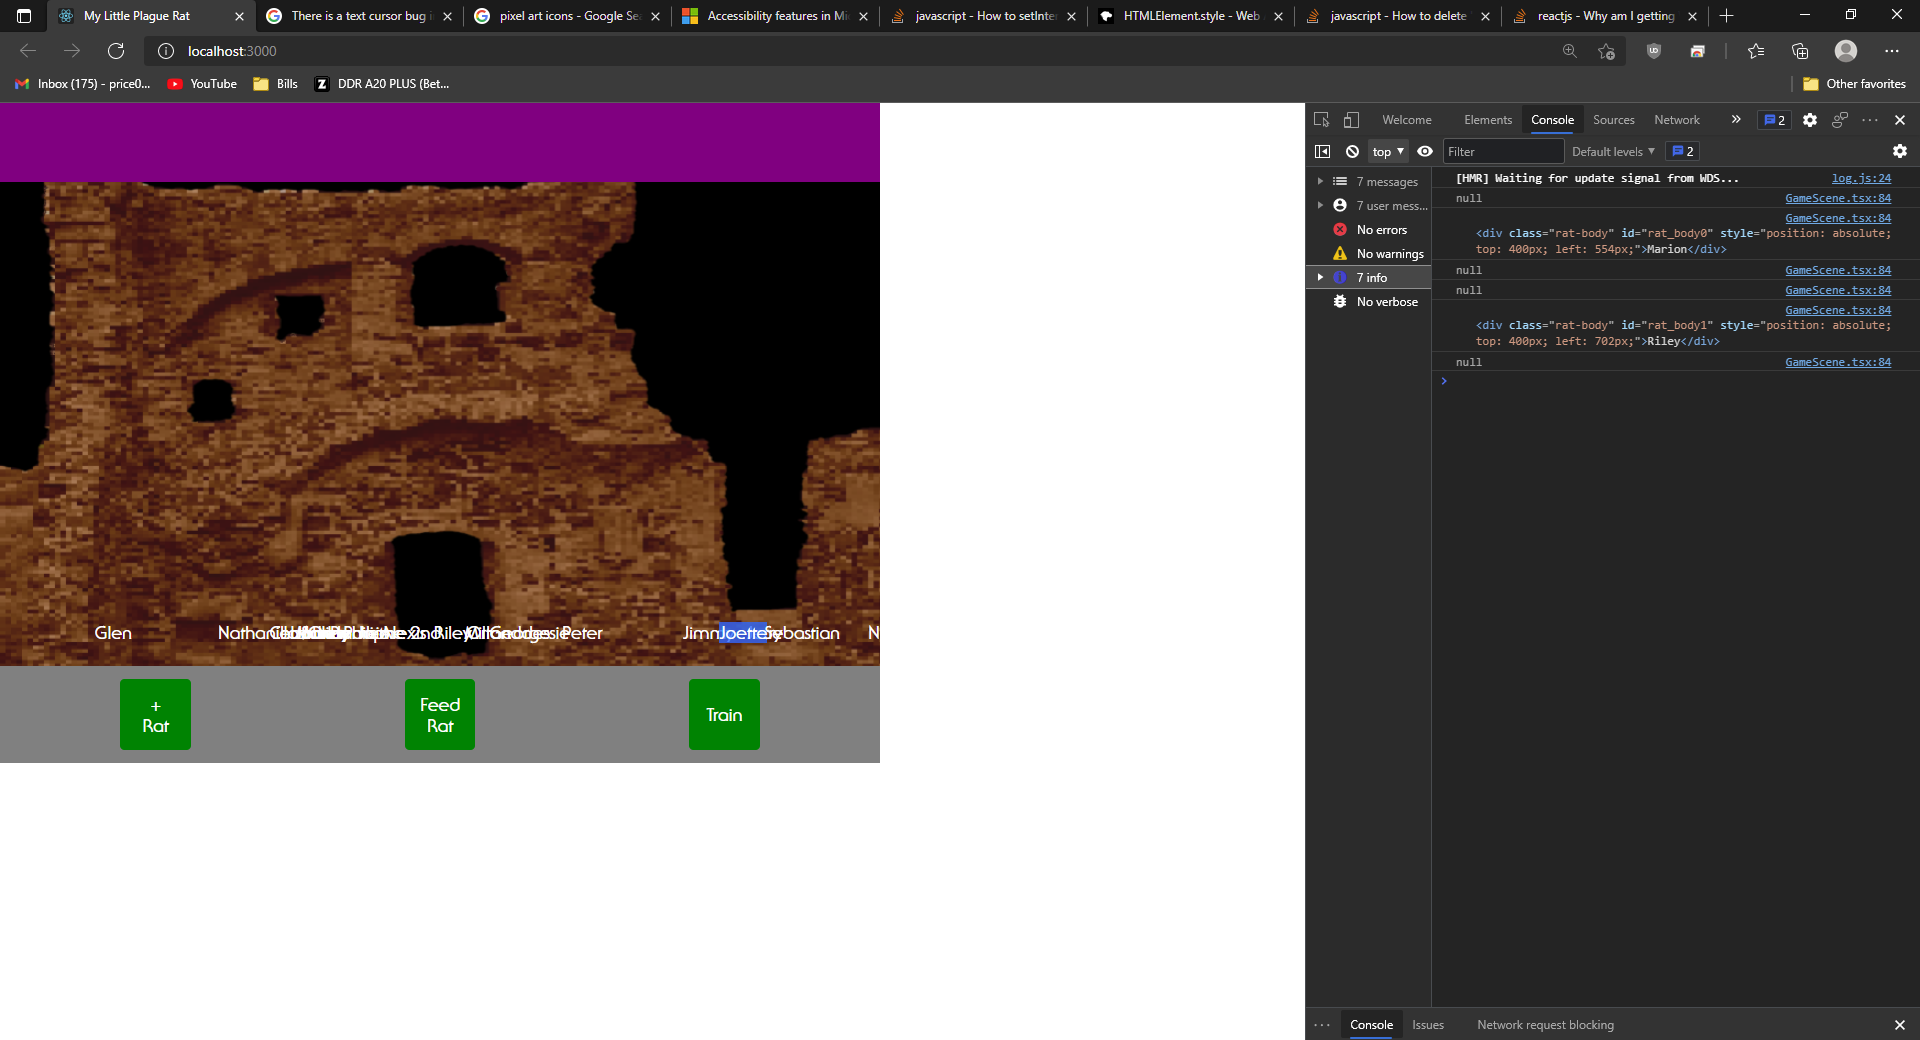 My Little Plague Rat
There is a text cursor bug i
pixel art icons - Google Se
Accessibility features in Mi
javascript - How to setInte
HTMLElement.style - Web
javascript - How to delete
reactjs - Why am I getting
localhost:3000
Inbox (175) - price0...
YouTube
Bills
DDR A20 PLUS (Bet...
Other favorites
Welcome
Elements
Console
Sources
Network
2
top
Filter
Default levels
2
7 messages
7 user mess...
No errors
No warnings
7 info
No verbose
[HMR] Waiting for update signal from WDS... log.js:24
null GameScene.tsx:84
GameScene.tsx:84
<div class="rat-body" id="rat_body0" style="position: absolute;
top: 400px; left: 554px;">Marion</div>
null GameScene.tsx:84
null GameScene.tsx:84
GameScene.tsx:84
<div class="rat-body" id="rat_body1" style="position: absolute;
top: 400px; left: 702px;">Riley</div>
null GameScene.tsx:84
Glen
Riley
Peter
Sebastian
N
+
Rat
Feed
Rat
Train
Console
Issues
Network request blocking